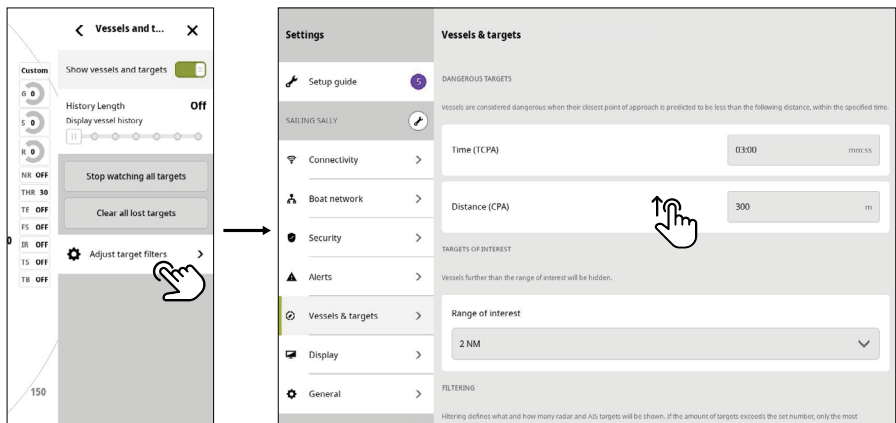 Vessels and t...
Custom
G 0
S 0
R 0
NR OFF
THR 30
TE OFF
FS OFF
IR OFF
TS OFF
TB OFF
0
150
Show vessels and targets
History Length Off
Display vessel history
Stop watching all targets
Clear all lost targets
Adjust target filters
Settings
Setup guide 5
SAILING SALLY
Connectivity
Boat network
Security
Alerts
Vessels & targets
Display
General
Vessels & targets
DANGEROUS TARGETS
Vessels are considered dangerous when their closest point of approach is predicted to be less than the following distance, within the specified time.
Time (TCPA) 03:00 mm:ss
Distance (CPA) 300 m
TARGETS OF INTEREST
Vessels further than the range of interest will be hidden.
Range of interest
2 NM
FILTERING
Filtering defines what and how many radar and AIS targets will be shown. If the amount of targets exceeds the set number, only the most